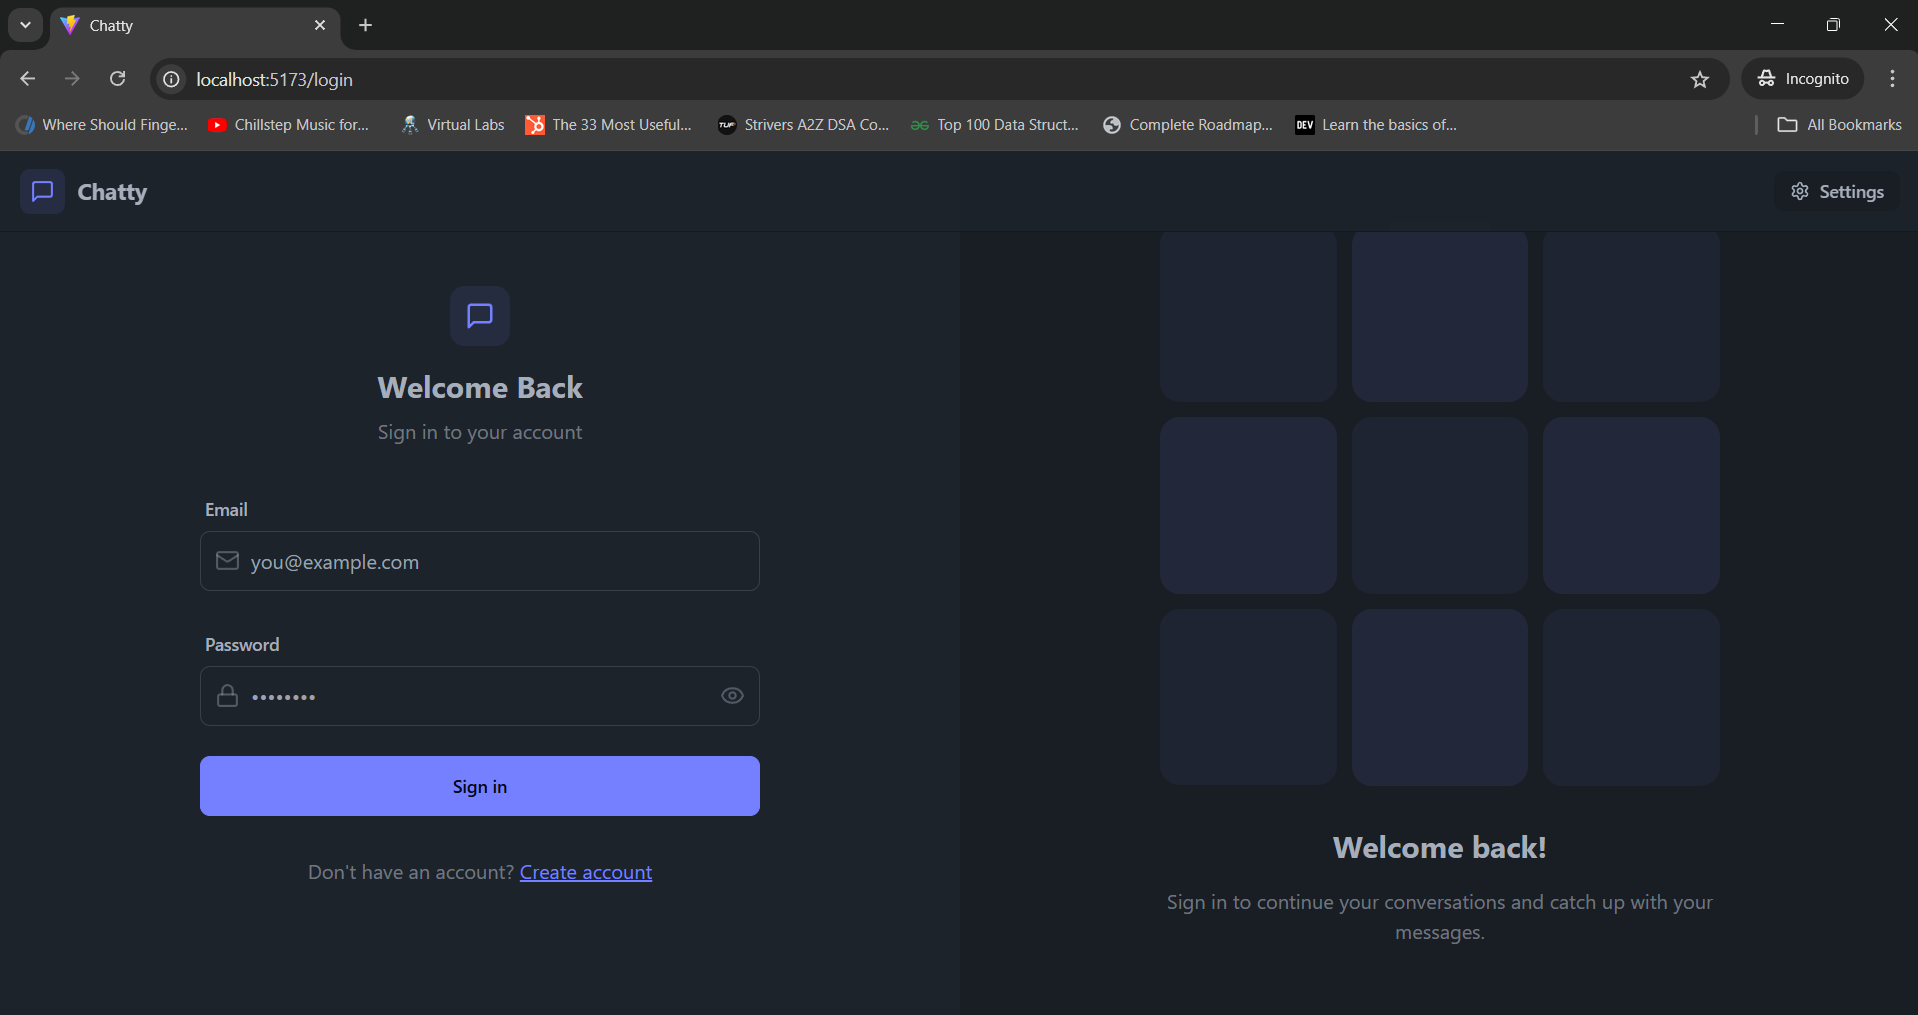 Chatty
localhost:5173/login
Incognito
Where Should Finge...
Chillstep Music for...
Virtual Labs
The 33 Most Useful...
TUF
Strivers A2Z DSA Co...
Top 100 Data Struct...
Complete Roadmap...
DEV
Learn the basics of...
All Bookmarks
Chatty
Settings
Welcome Back
Sign in to your account
Email
you@example.com
Password
••••••••
Sign in
Don't have an account? Create account
Welcome back!
Sign in to continue your conversations and catch up with your
messages.